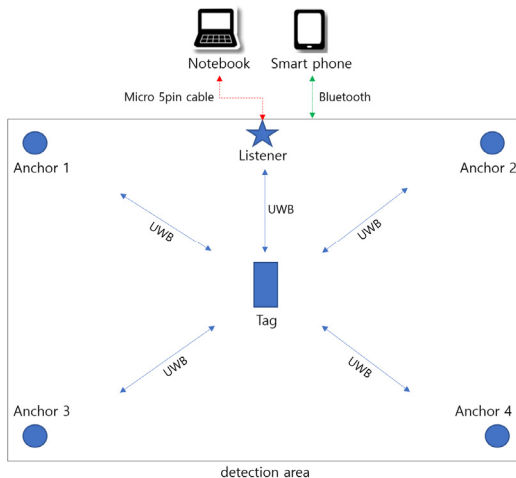 Notebook
Smart phone
Micro 5pin cable
Bluetooth
Anchor 1
Listener
Anchor 2
UWB
UWB
UWB
Tag
UWB
UWB
Anchor 3
Anchor 4
detection area